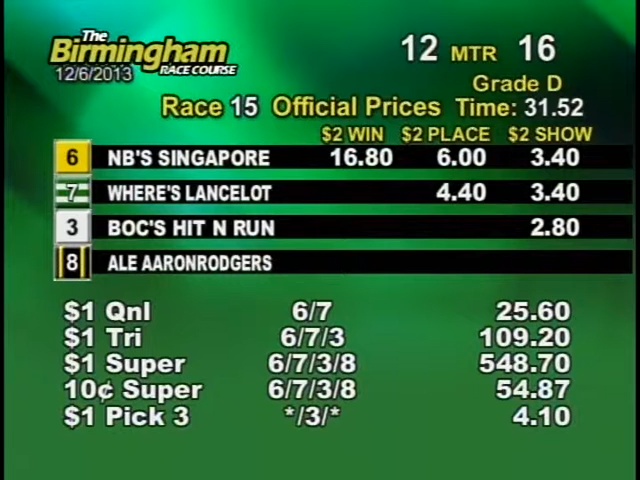 The
Birmingham
RACE COURSE
12/6/2013
12 MTR 16
Grade D
Race 15 Official Prices Time: 31.52
$2 WIN $2 PLACE $2 SHOW
6 NB'S SINGAPORE 16.80 6.00 3.40
7 WHERE'S LANCELOT 4.40 3.40
3 BOC'S HIT N RUN 2.80
8 ALE AARONRODGERS
$1 Qnl 6/7 25.60
$1 Tri 6/7/3 109.20
$1 Super 6/7/3/8 548.70
10¢ Super 6/7/3/8 54.87
$1 Pick 3 */3/* 4.10